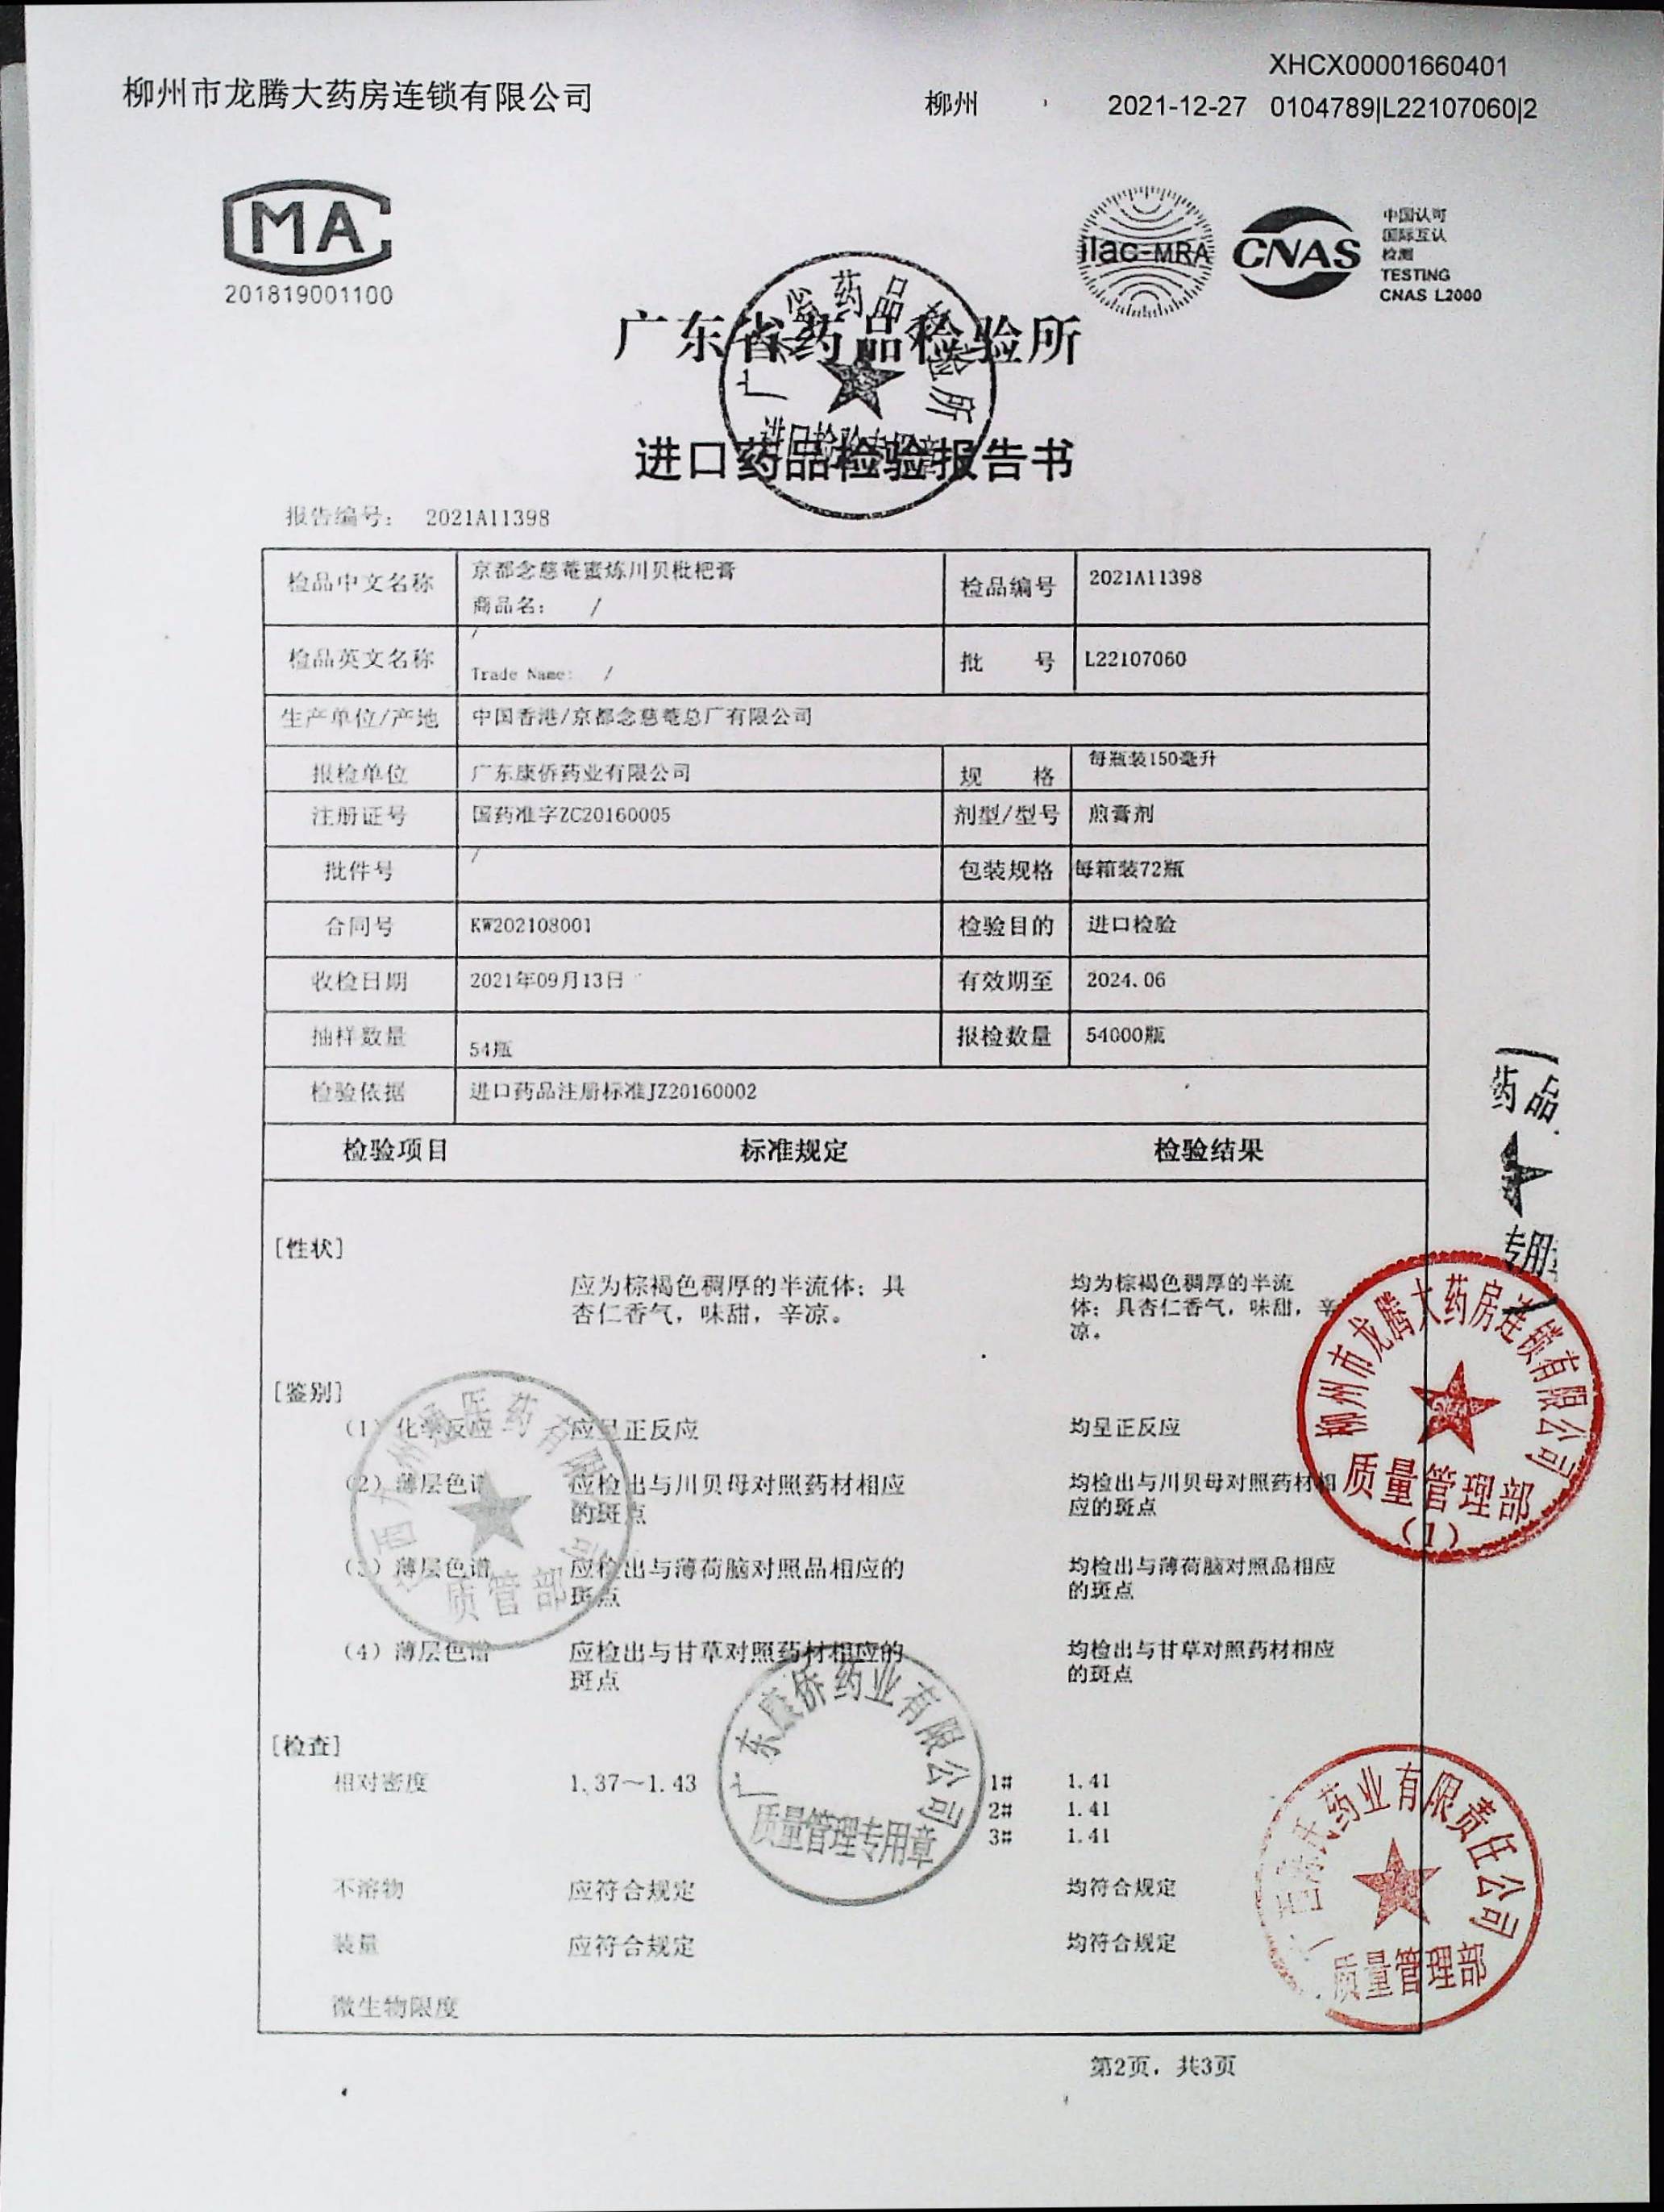 XHCX00001660401
柳州市龙腾大药房连锁有限公司 柳州 2021-12-27 0104789|L22107060|2
MA
201819001100
ilac-MRA
CNAS
中国认可
国际互认
检测
TESTING
CNAS L2000
广东省药品检验所
进口药品检验报告书
报告编号： 2021A11398
检品中文名称 京都念慈菴蜜炼川贝枇杷膏 检品编号 2021A11398
商品名： /
检品英文名称 / 批 号 L22107060
Trade Name: /
生产单位/产地 中国香港/京都念慈菴总厂有限公司
报检单位 广东康侨药业有限公司 规 格 每瓶装150毫升
注册证号 国药准字ZC20160005 剂型/型号 煎膏剂
批件号 / 包装规格 每箱装72瓶
合同号 KW202108001 检验目的 进口检验
收检日期 2021年09月13日 有效期至 2024.06
抽样数量 54瓶 报检数量 54000瓶
检验依据 进口药品注册标准JZ20160002
检验项目 标准规定 检验结果
[性状]
应为棕褐色稠厚的半流体；具 均为棕褐色稠厚的半流
杏仁香气，味甜，辛凉。 体；具杏仁香气，味甜，辛
凉。
[鉴别]
(1) 化学反应 应呈正反应 均呈正反应
(2) 薄层色谱 应检出与川贝母对照药材相应 均检出与川贝母对照药材相
的斑点 应的斑点
(3) 薄层色谱 应检出与薄荷脑对照品相应的 均检出与薄荷脑对照品相应
斑点 的斑点
(4) 薄层色谱 应检出与甘草对照药材相应的 均检出与甘草对照药材相应
斑点 的斑点
[检查]
相对密度 1.37～1.43 1# 1.41
2# 1.41
3# 1.41
不溶物 应符合规定 均符合规定
装量 应符合规定 均符合规定
微生物限度
第2页，共3页
广东省药品检验所
药品
专用
柳州市龙腾大药房连锁有限公司
质量管理部
(1)
医药有限公司
质管部
广东康侨药业有限公司
质量管理专用章
药业有限责任公司
质量管理部